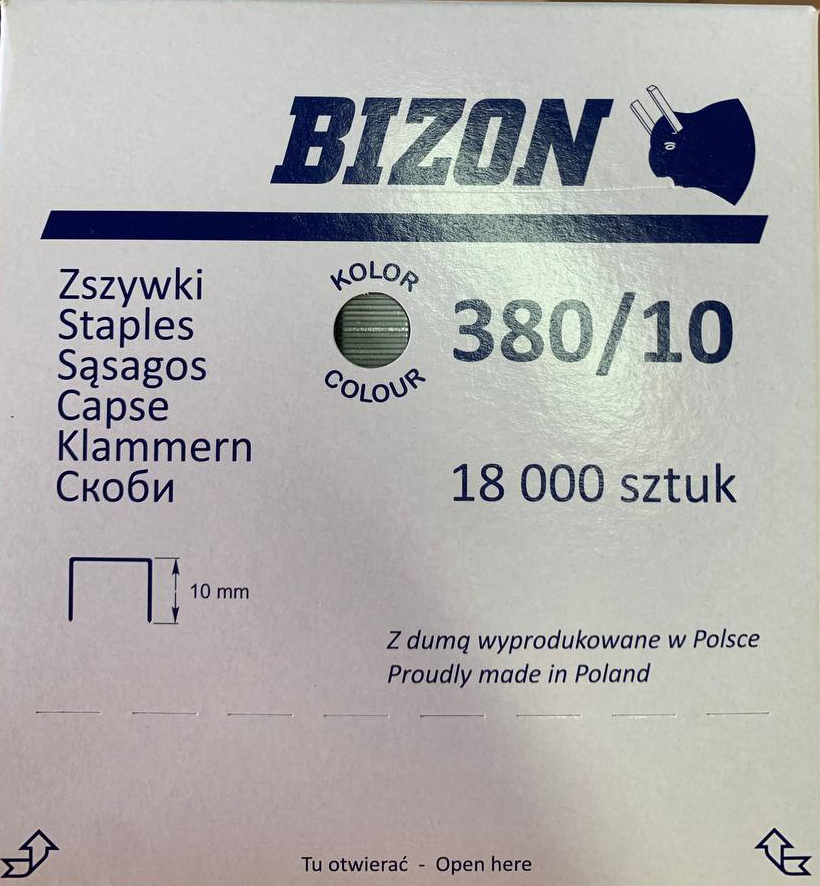 BIZON
Zszywki
Staples
Sąsagos
Capse
Klammern
Скоби
KOLOR
COLOUR
380/10
18 000 sztuk
10 mm
Z dumą wyprodukowane w Polsce
Proudly made in Poland
Tu otwierać - Open here